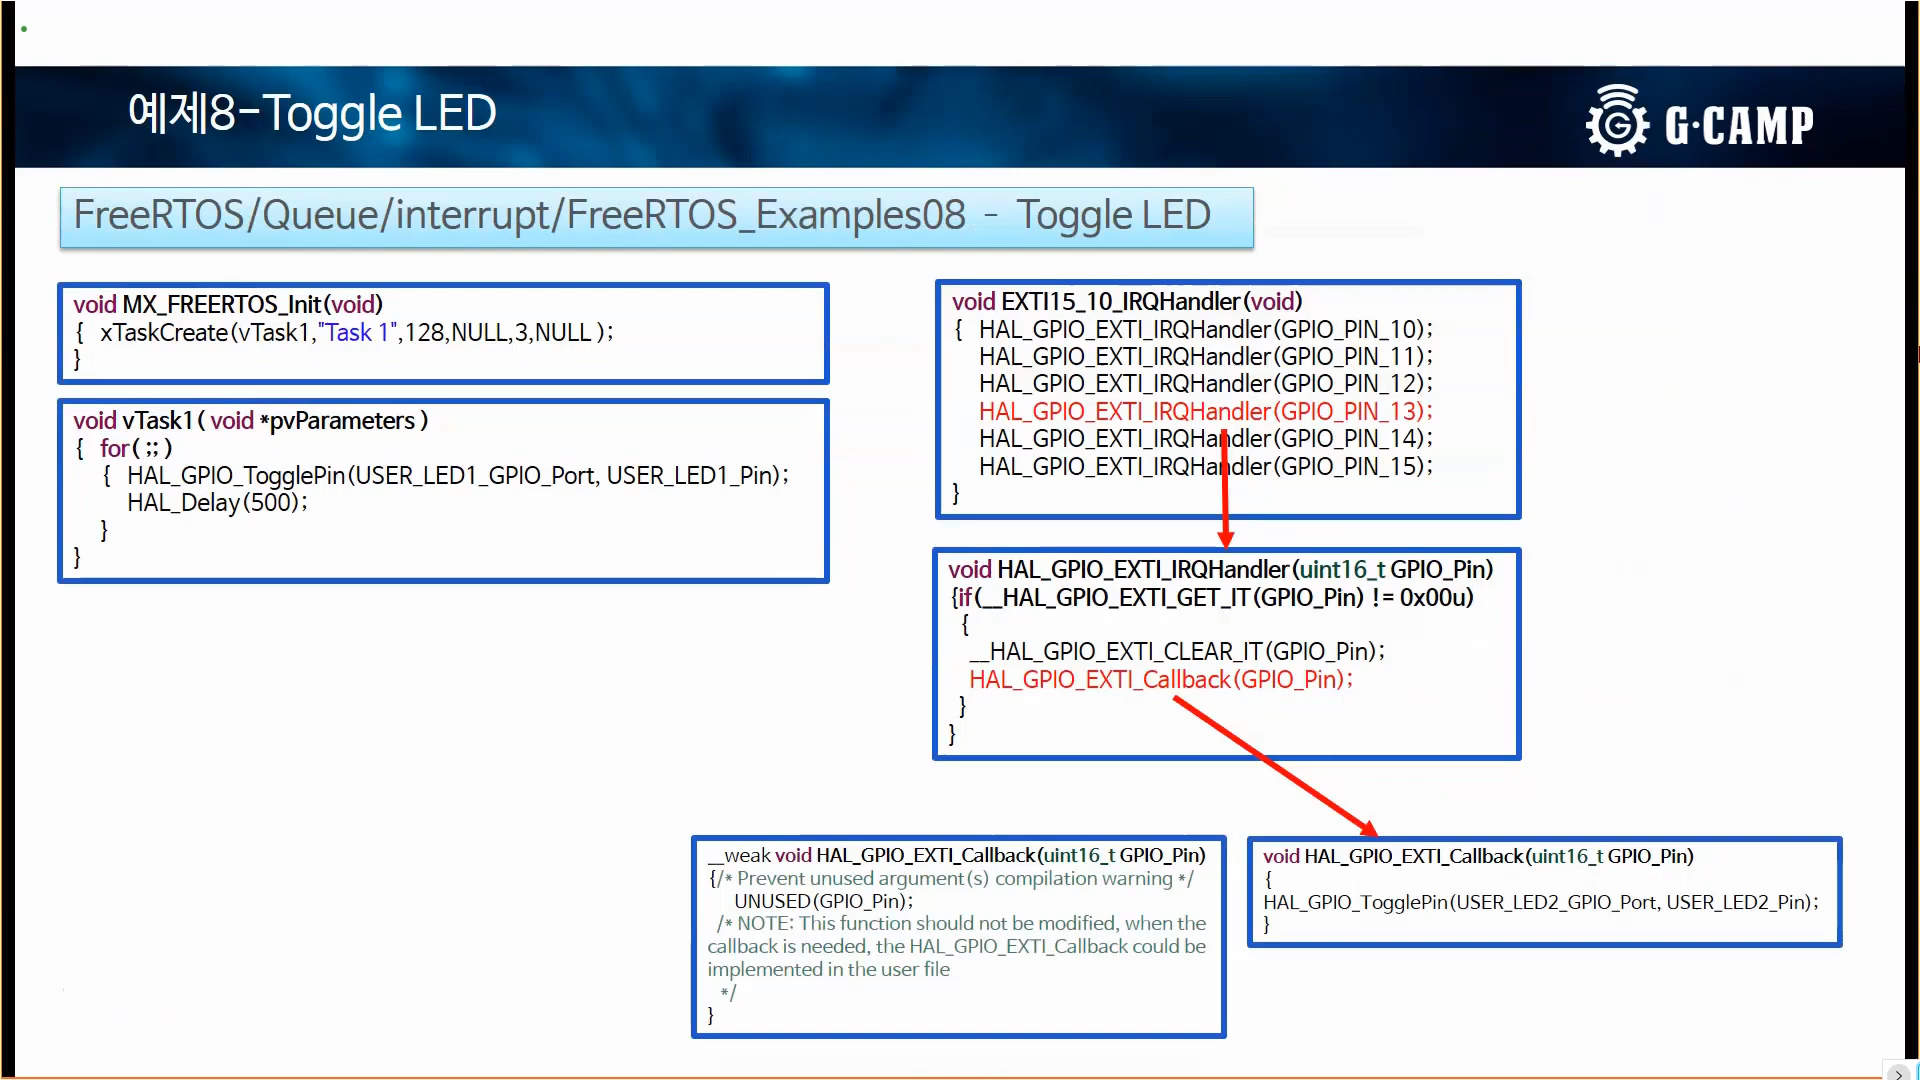 예제8-Toggle LED
G·CAMP
FreeRTOS/Queue/interrupt/FreeRTOS_Examples08 - Toggle LED
void MX_FREERTOS_Init(void)
{ xTaskCreate(vTask1,"Task 1",128,NULL,3,NULL );
}
void vTask1( void *pvParameters )
{ for( ;; )
{ HAL_GPIO_TogglePin(USER_LED1_GPIO_Port, USER_LED1_Pin);
HAL_Delay(500);
}
}
void EXTI15_10_IRQHandler(void)
{ HAL_GPIO_EXTI_IRQHandler(GPIO_PIN_10);
HAL_GPIO_EXTI_IRQHandler(GPIO_PIN_11);
HAL_GPIO_EXTI_IRQHandler(GPIO_PIN_12);
HAL_GPIO_EXTI_IRQHandler(GPIO_PIN_13);
HAL_GPIO_EXTI_IRQHandler(GPIO_PIN_14);
HAL_GPIO_EXTI_IRQHandler(GPIO_PIN_15);
}
void HAL_GPIO_EXTI_IRQHandler(uint16_t GPIO_Pin)
{if(__HAL_GPIO_EXTI_GET_IT(GPIO_Pin) != 0x00u)
{
__HAL_GPIO_EXTI_CLEAR_IT(GPIO_Pin);
HAL_GPIO_EXTI_Callback(GPIO_Pin);
}
}
__weak void HAL_GPIO_EXTI_Callback(uint16_t GPIO_Pin)
{/* Prevent unused argument(s) compilation warning */
UNUSED(GPIO_Pin);
/* NOTE: This function should not be modified, when the
callback is needed, the HAL_GPIO_EXTI_Callback could be
implemented in the user file
*/
}
void HAL_GPIO_EXTI_Callback(uint16_t GPIO_Pin)
{
HAL_GPIO_TogglePin(USER_LED2_GPIO_Port, USER_LED2_Pin);
}